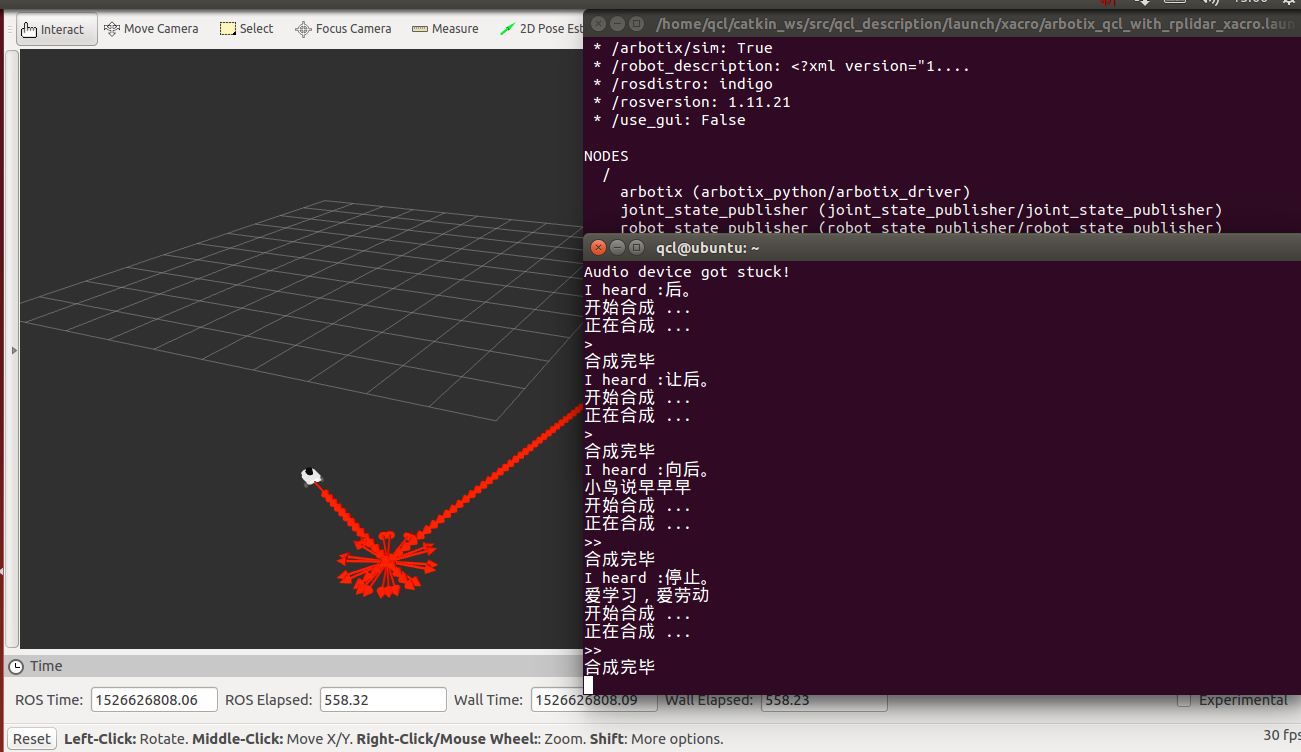 Interact Move Camera Select Focus Camera Measure 2D Pose Est
/home/qcl/catkin_ws/src/qcl_description/launch/xacro/arbotix_qcl_with_rplidar_xacro.laun
* /arbotix/sim: True
* /robot_description: <?xml version="1....
* /rosdistro: indigo
* /rosversion: 1.11.21
* /use_gui: False
NODES
/
arbotix (arbotix_python/arbotix_driver)
joint_state_publisher (joint_state_publisher/joint_state_publisher)
robot_state_publisher (robot_state_publisher/robot_state_publisher)
qcl@ubuntu: ~
Audio device got stuck!
I heard :后。
开始合成 ...
正在合成 ...
>
合成完毕
I heard :让后。
开始合成 ...
正在合成 ...
>
合成完毕
I heard :向后。
小鸟说早早早
开始合成 ...
正在合成 ...
>>
合成完毕
I heard :停止。
爱学习，爱劳动
开始合成 ...
正在合成 ...
>>
合成完毕
Time
ROS Time: 1526626808.06 ROS Elapsed: 558.32 Wall Time: 1526626808.09 Wall Elapsed: 558.23 Experimental
Reset Left-Click: Rotate. Middle-Click: Move X/Y. Right-Click/Mouse Wheel:: Zoom. Shift: More options. 30 fps